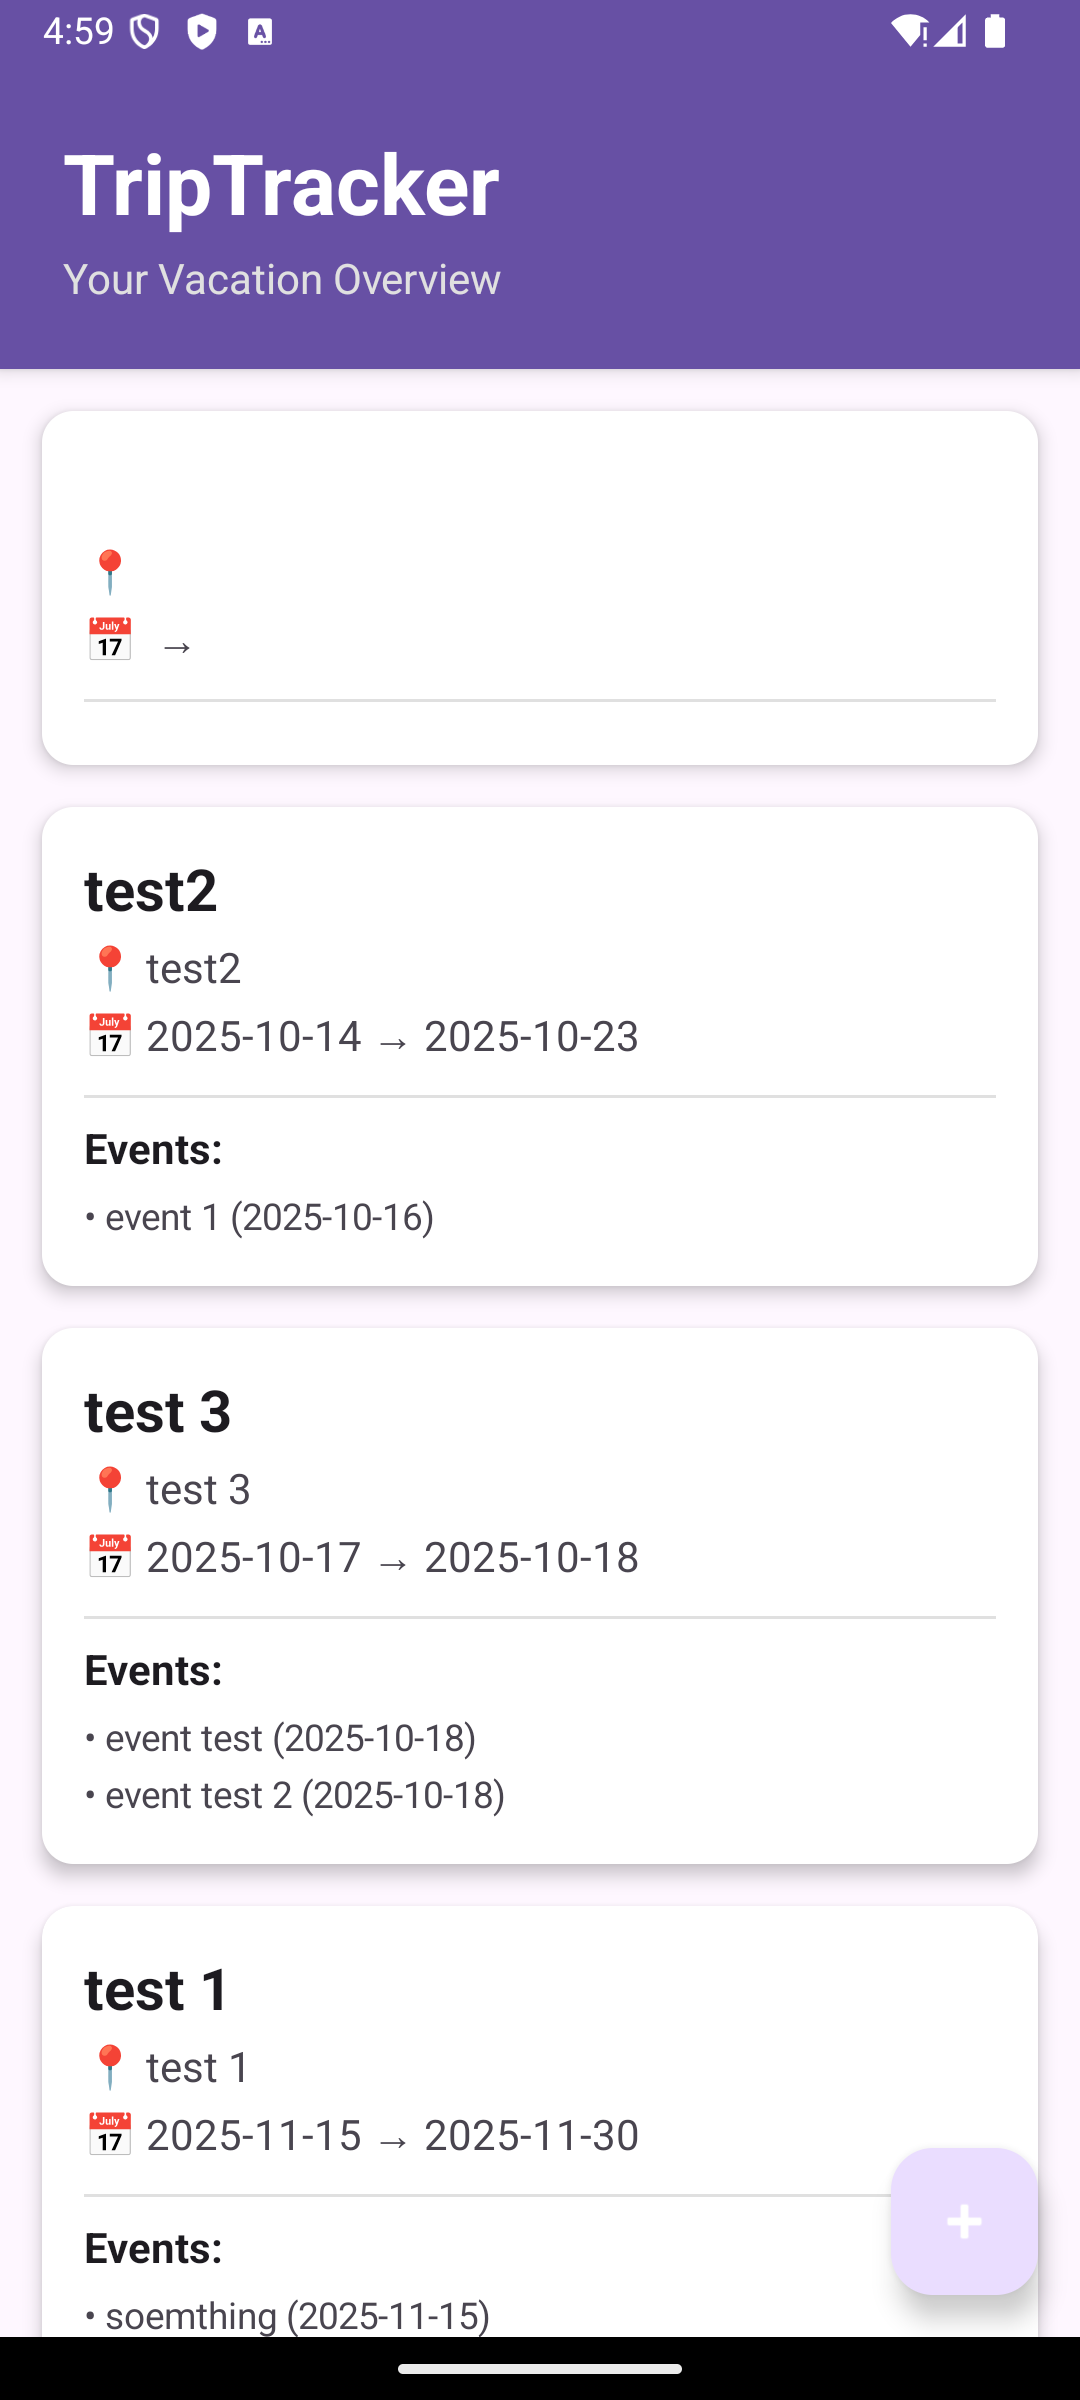 4:59
TripTracker
Your Vacation Overview
📍
📅 →
test2
📍 test2
📅 2025-10-14 → 2025-10-23
Events:
• event 1 (2025-10-16)
test 3
📍 test 3
📅 2025-10-17 → 2025-10-18
Events:
• event test (2025-10-18)
• event test 2 (2025-10-18)
test 1
📍 test 1
📅 2025-11-15 → 2025-11-30
+
Events:
• soemthing (2025-11-15)